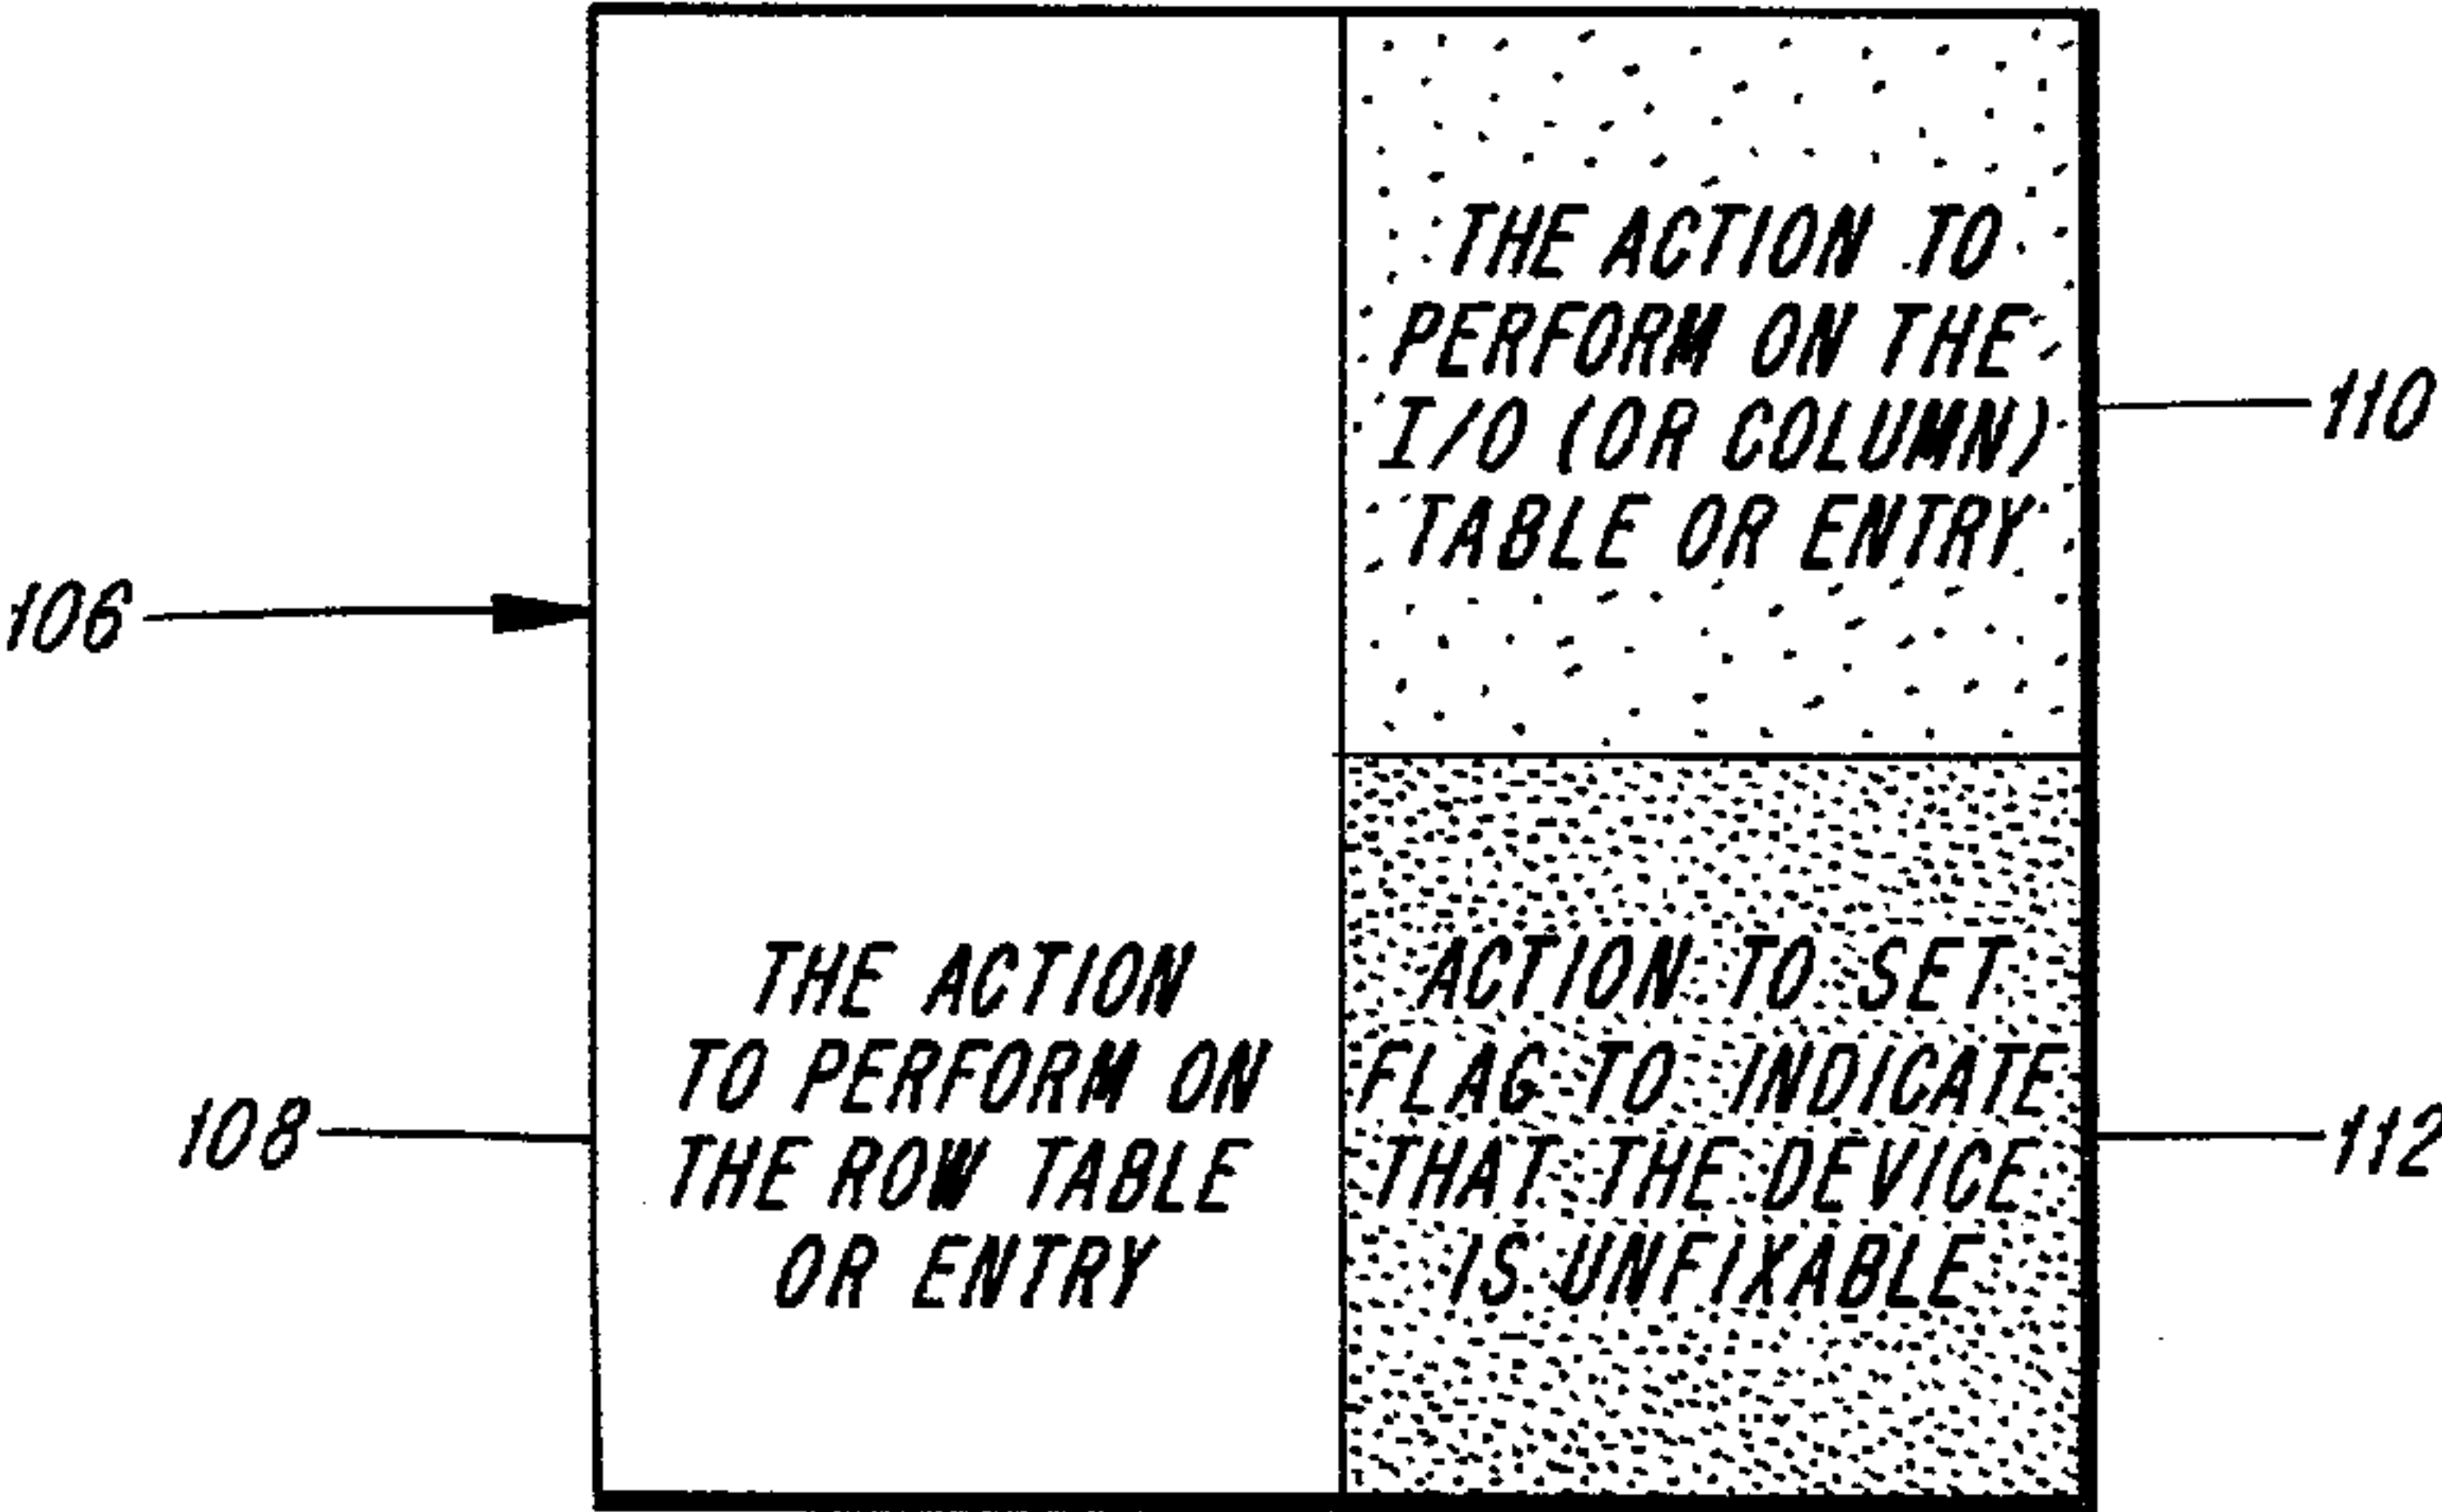 106
108
THE ACTION
TO PERFORM ON
THE ROW TABLE
OR ENTRY
THE ACTION TO
PERFORM ON THE
I/O (OR COLUMN)
TABLE OR ENTRY
110
ACTION TO SET
FLAG TO INDICATE
THAT THE DEVICE
IS UNFIXABLE
112